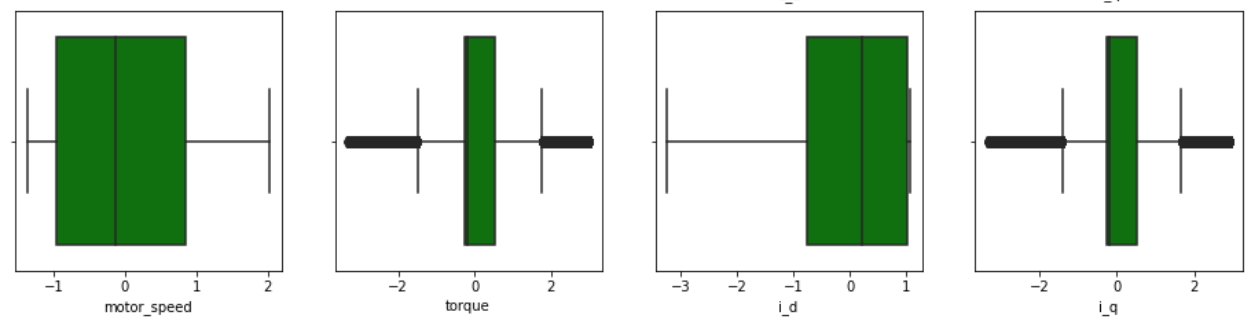 −1 0 1 2
motor_speed
−2 0 2
torque
−3 −2 −1 0 1
i_d
−2 0 2
i_q